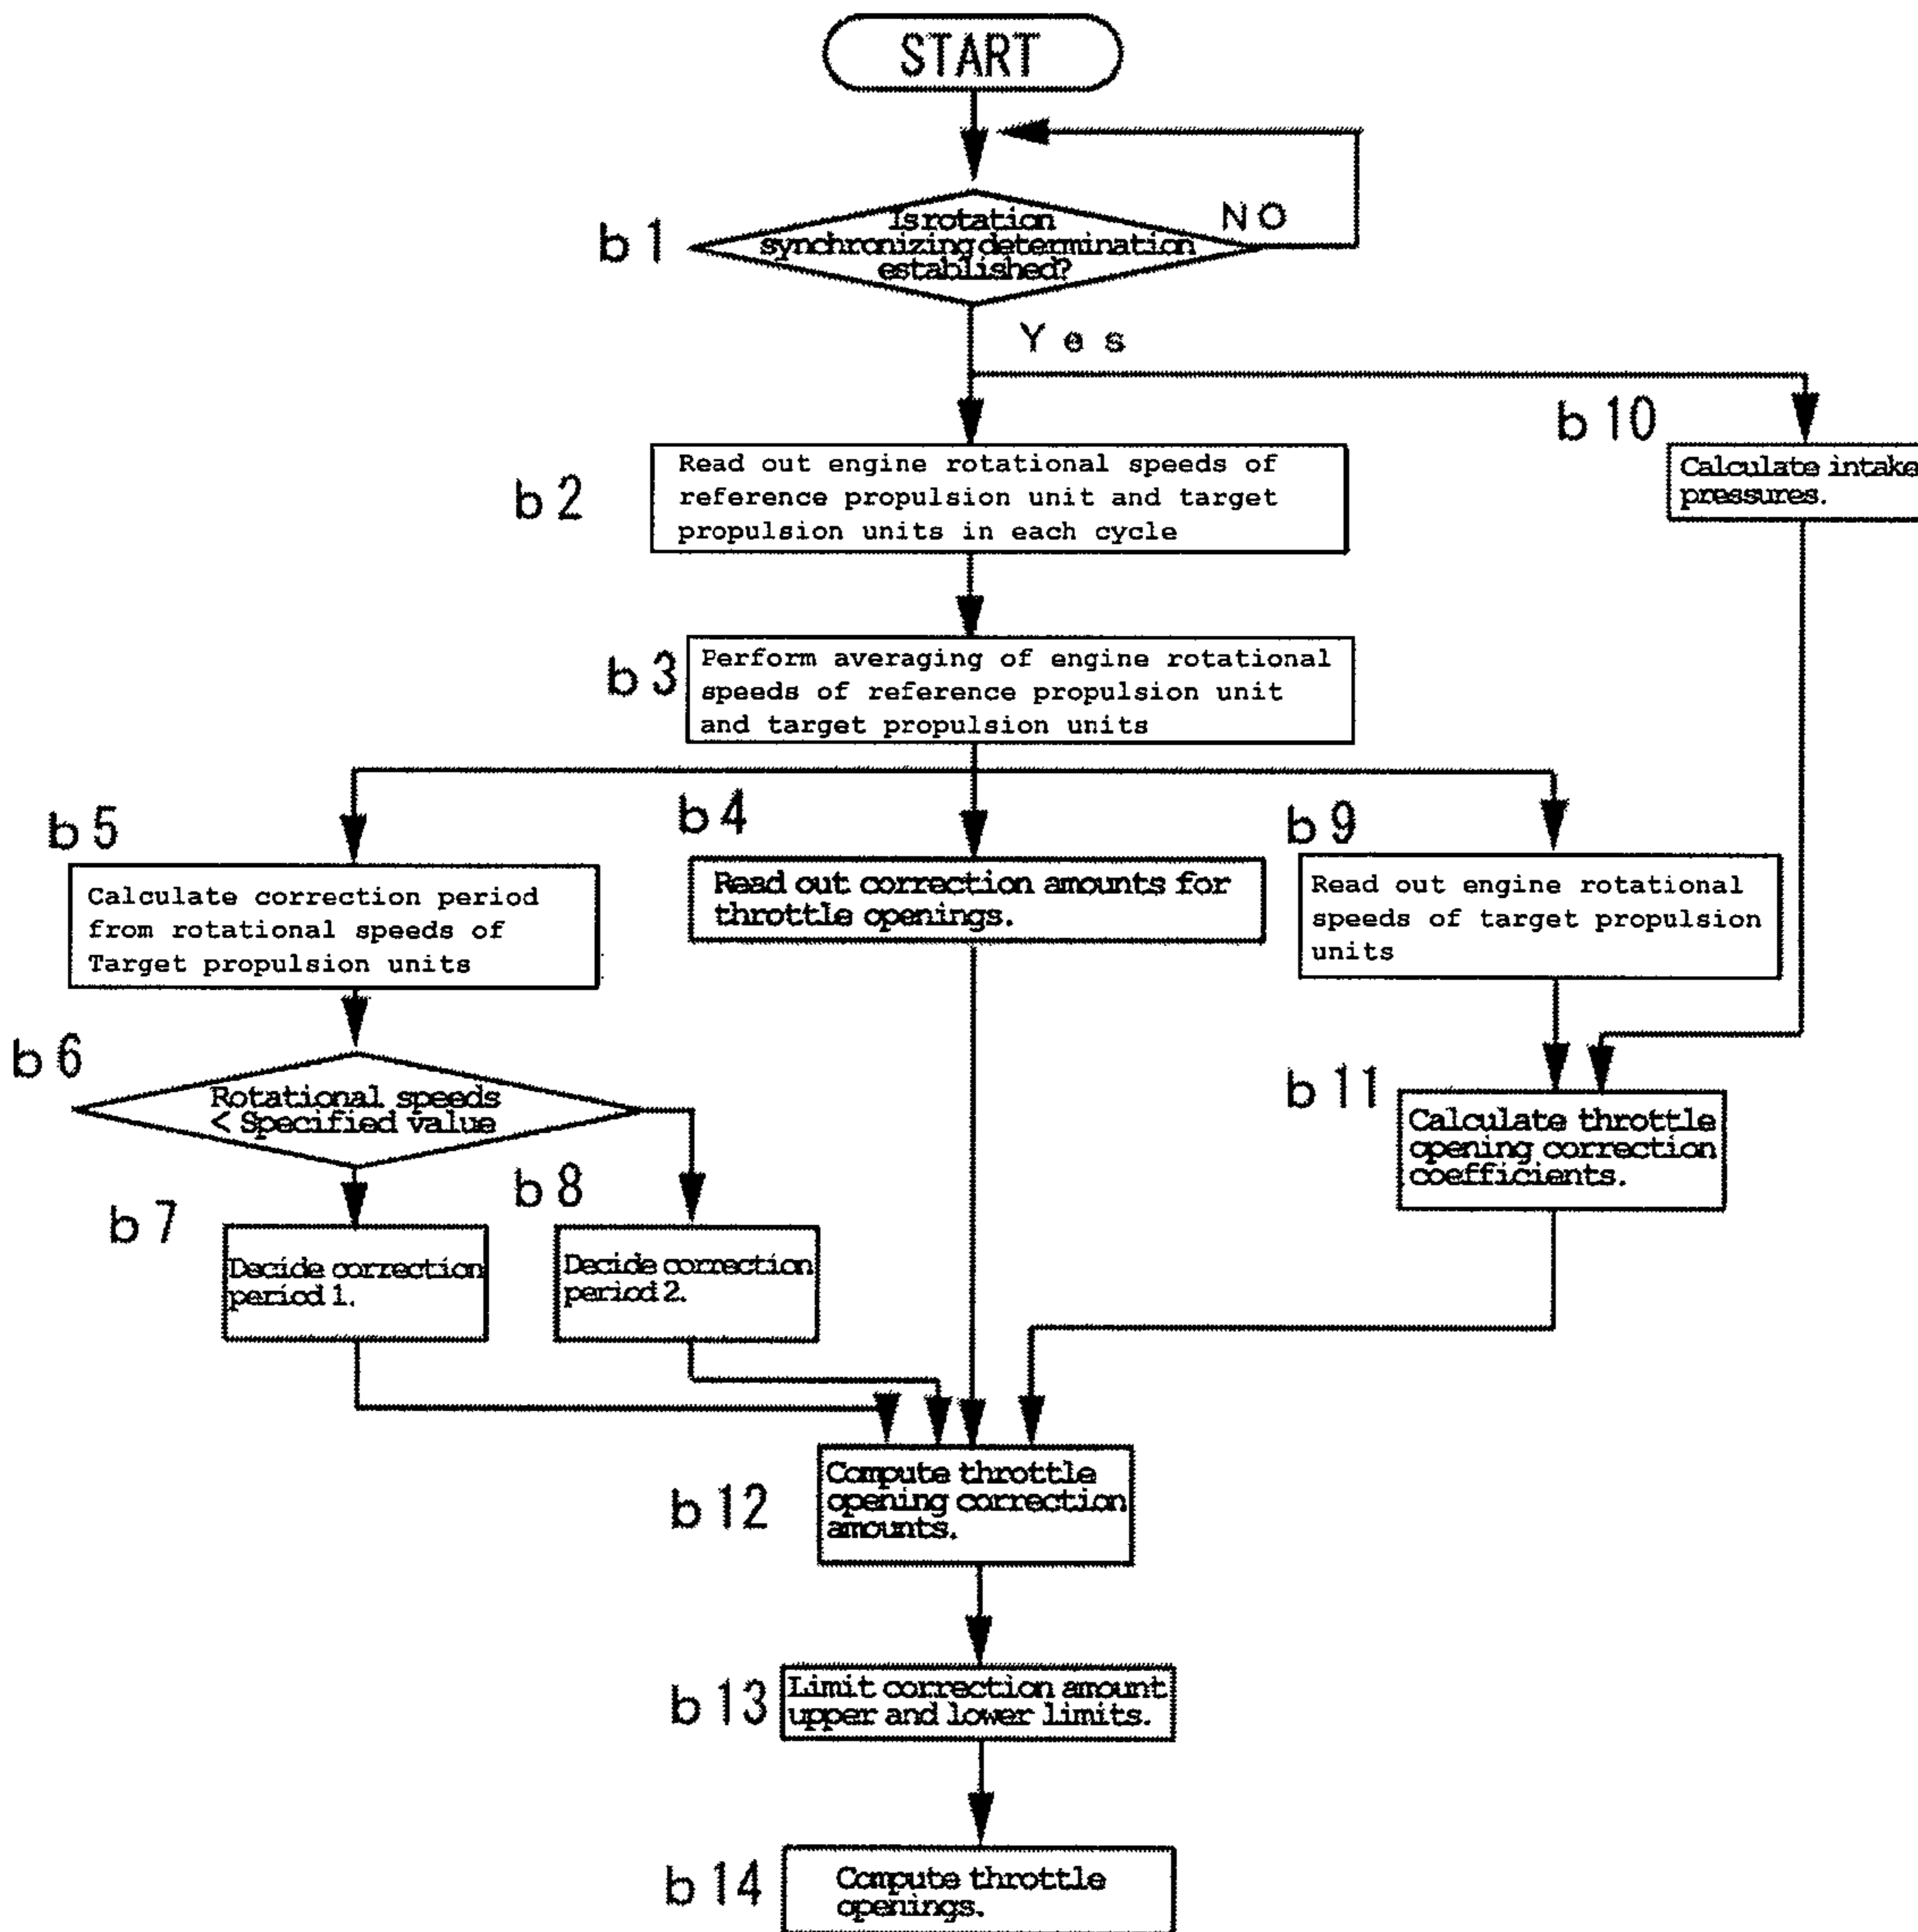 START
b 1
Is rotation
synchronizing determination
established?
NO
Yes
b 10
Calculate intake
pressures.
b 2
Read out engine rotational speeds of
reference propulsion unit and target
propulsion units in each cycle
b 3
Perform averaging of engine rotational
speeds of reference propulsion unit
and target propulsion units
b 5
Calculate correction period
from rotational speeds of
Target propulsion units
b 4
Read out correction amounts for
throttle openings.
b 9
Read out engine rotational
speeds of target propulsion
units
b 6
Rotational speeds
< Specified value
b 11
Calculate throttle
opening correction
coefficients.
b 7
Decide correction
period 1.
b 8
Decide correction
period 2.
b 12
Compute throttle
opening correction
amounts.
b 13
Limit correction amount
upper and lower limits.
b 14
Compute throttle
openings.